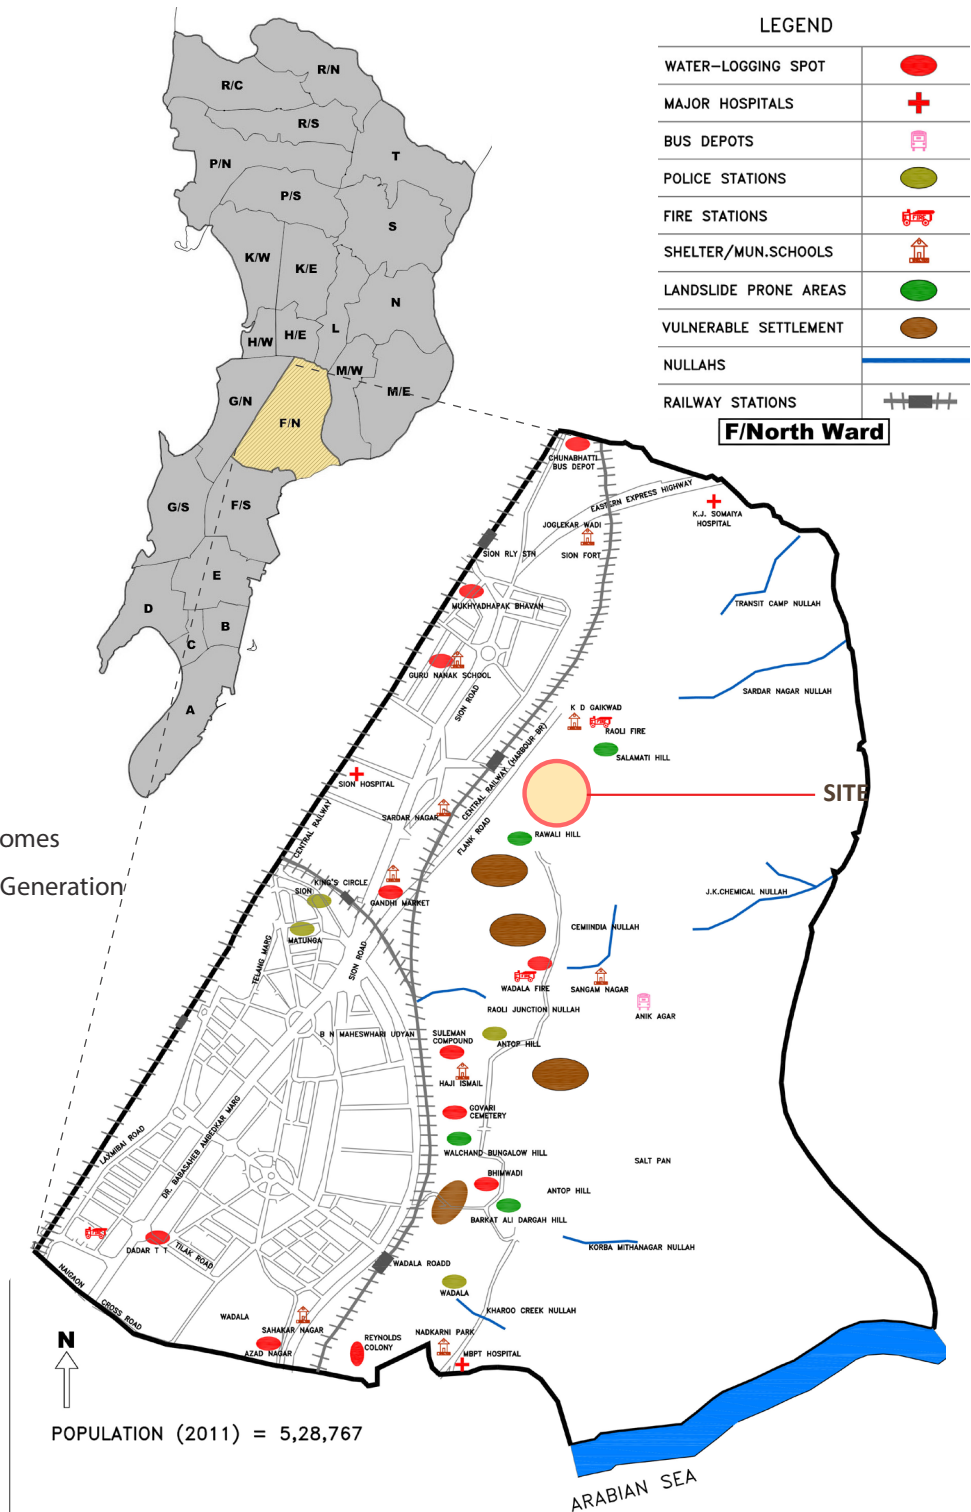 LEGEND
WATER-LOGGING SPOT
MAJOR HOSPITALS
BUS DEPOTS
POLICE STATIONS
FIRE STATIONS
FIRE
SHELTER/MUN.SCHOOLS
LANDSLIDE PRONE AREAS
VULNERABLE SETTLEMENT
NULLAHS
RAILWAY STATIONS
F/North Ward
R/C
R/N
R/S
P/N
T
P/S
S
K/W
K/E
N
L
H/W
H/E
M/W
M/E
G/N
F/N
G/S
F/S
E
D
B
C
A
omes
Generation
CHUNABHATTI
BUS DEPOT
EASTERN EXPRESS HIGHWAY
K.J. SOMAIYA
HOSPITAL
JOGLEKAR WADI
SION FORT
SION RLY STN
MUKHYADHAPAK BHAVAN
TRANSIT CAMP NULLAH
GURU NANAK SCHOOL
SARDAR NAGAR NULLAH
SION ROAD
K D GAIKWAD
RAOLI FIRE
SALAMATI HILL
CENTRAL RAILWAY (HARBOUR BR)
SION HOSPITAL
SITE
SARDAR NAGAR
CENTRAL RAILWAY
FLANK ROAD
RAWALI HILL
KING'S CIRCLE
SION
GANDHI MARKET
J.K.CHEMICAL NULLAH
MATUNGA
TELANG MARG
SION ROAD
CEMIINDIA NULLAH
WADALA FIRE
SANGAM NAGAR
RAOLI JUNCTION NULLAH
ANIK AGAR
B N MAHESHWARI UDYAN
SULEMAN
COMPOUND
ANTOP HILL
HAJI ISMAIL
GOVARI
CEMETERY
LAXMIBAI ROAD
DR. BABASAHEB AMBEDKAR MARG
WALCHAND BUNGALOW HILL
SALT PAN
BHIMWADI
ANTOP HILL
BARKAT ALI DARGAH HILL
DADAR T T
TILAK ROAD
KORBA MITHANAGAR NULLAH
WADALA ROADD
NAIGAON
CROSS ROAD
WADALA
KHAROO CREEK NULLAH
WADALA
SAHAKAR NAGAR
AZAD NAGAR
REYNOLDS
COLONY
NADKARNI PARK
MBPT HOSPITAL
N
POPULATION (2011) = 5,28,767
ARABIAN SEA